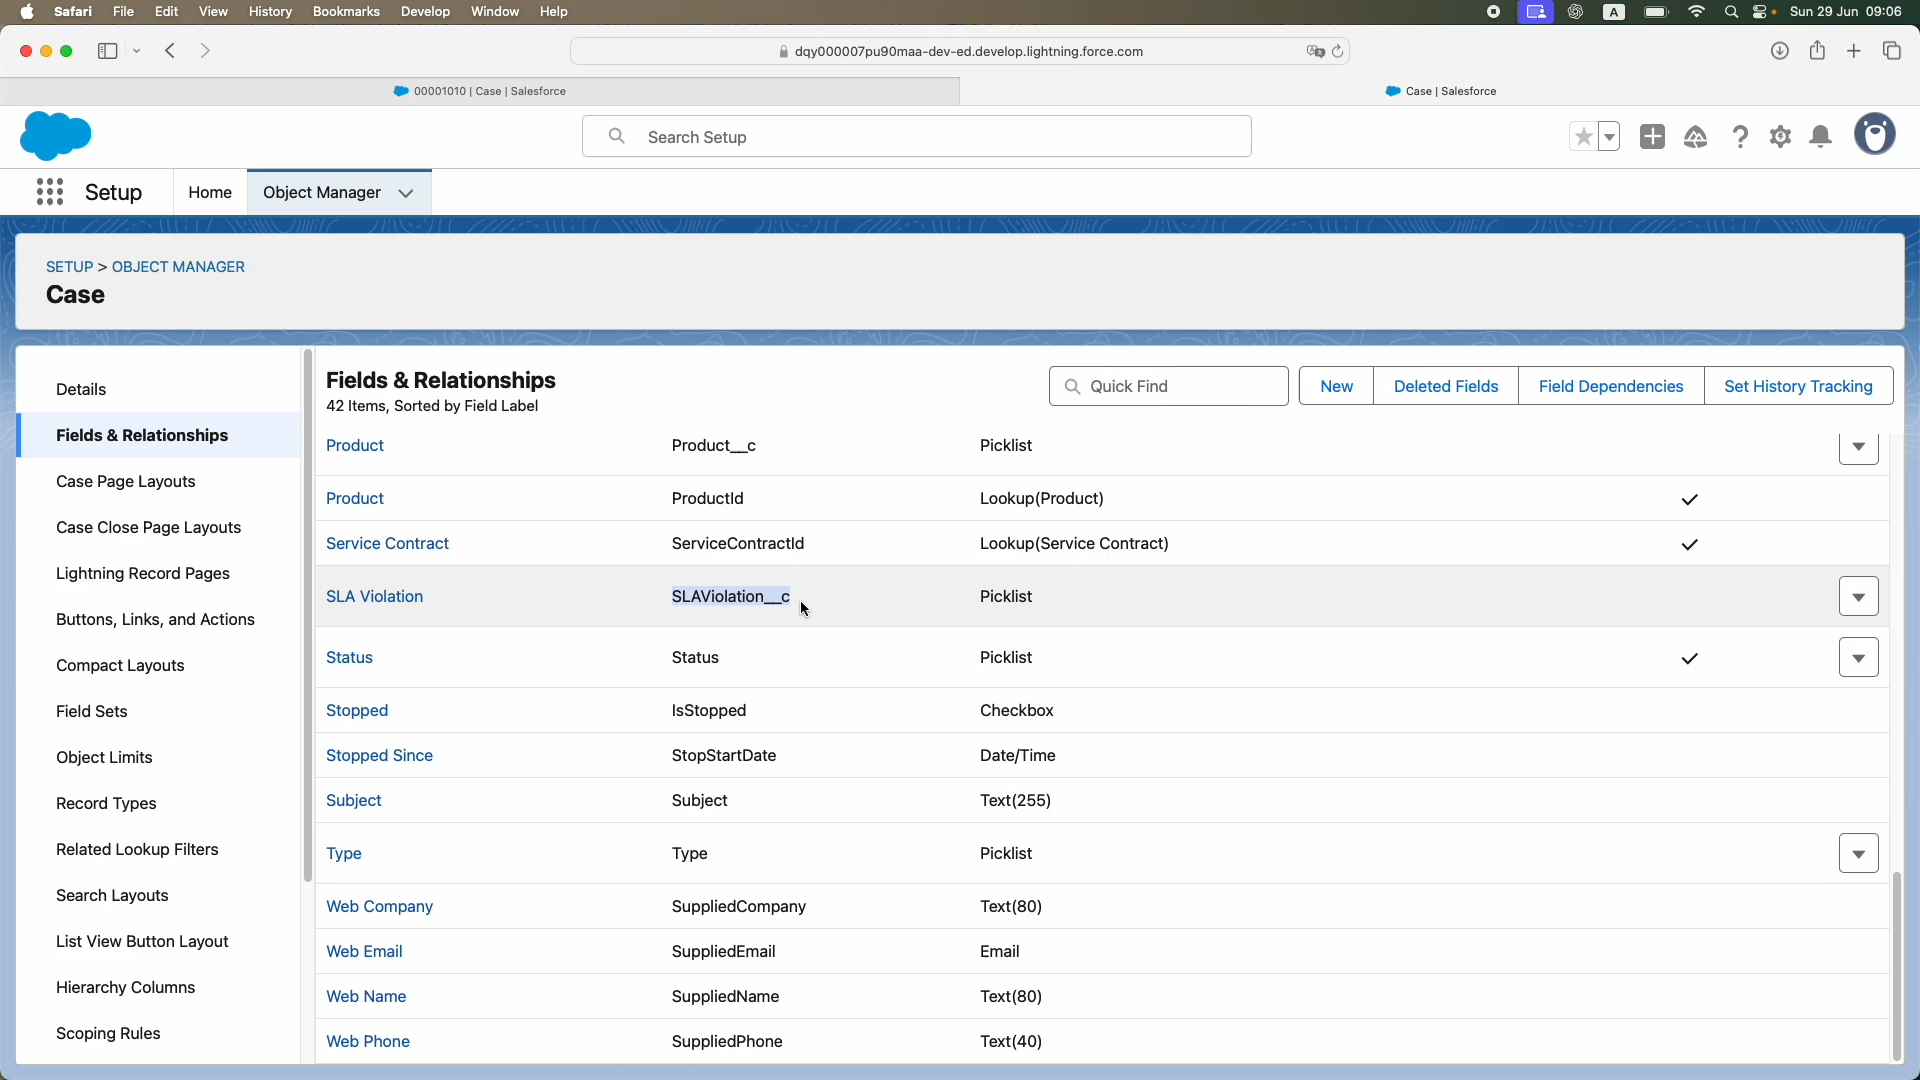 Safari File Edit View History Bookmarks Develop Window Help A Sun 29 Jun 09:06
dqy000007pu90maa-dev-ed.develop.lightning.force.com
00001010 | Case | Salesforce
Case | Salesforce
Search Setup
Setup Home Object Manager
SETUP > OBJECT MANAGER
Case
Details
Fields & Relationships
Case Page Layouts
Case Close Page Layouts
Lightning Record Pages
Buttons, Links, and Actions
Compact Layouts
Field Sets
Object Limits
Record Types
Related Lookup Filters
Search Layouts
List View Button Layout
Hierarchy Columns
Scoping Rules
Fields & Relationships
42 Items, Sorted by Field Label
Quick Find New Deleted Fields Field Dependencies Set History Tracking
Product Product__c Picklist
Product ProductId Lookup(Product)
Service Contract ServiceContractId Lookup(Service Contract)
SLA Violation SLAViolation__c Picklist
Status Status Picklist
Stopped IsStopped Checkbox
Stopped Since StopStartDate Date/Time
Subject Subject Text(255)
Type Type Picklist
Web Company SuppliedCompany Text(80)
Web Email SuppliedEmail Email
Web Name SuppliedName Text(80)
Web Phone SuppliedPhone Text(40)